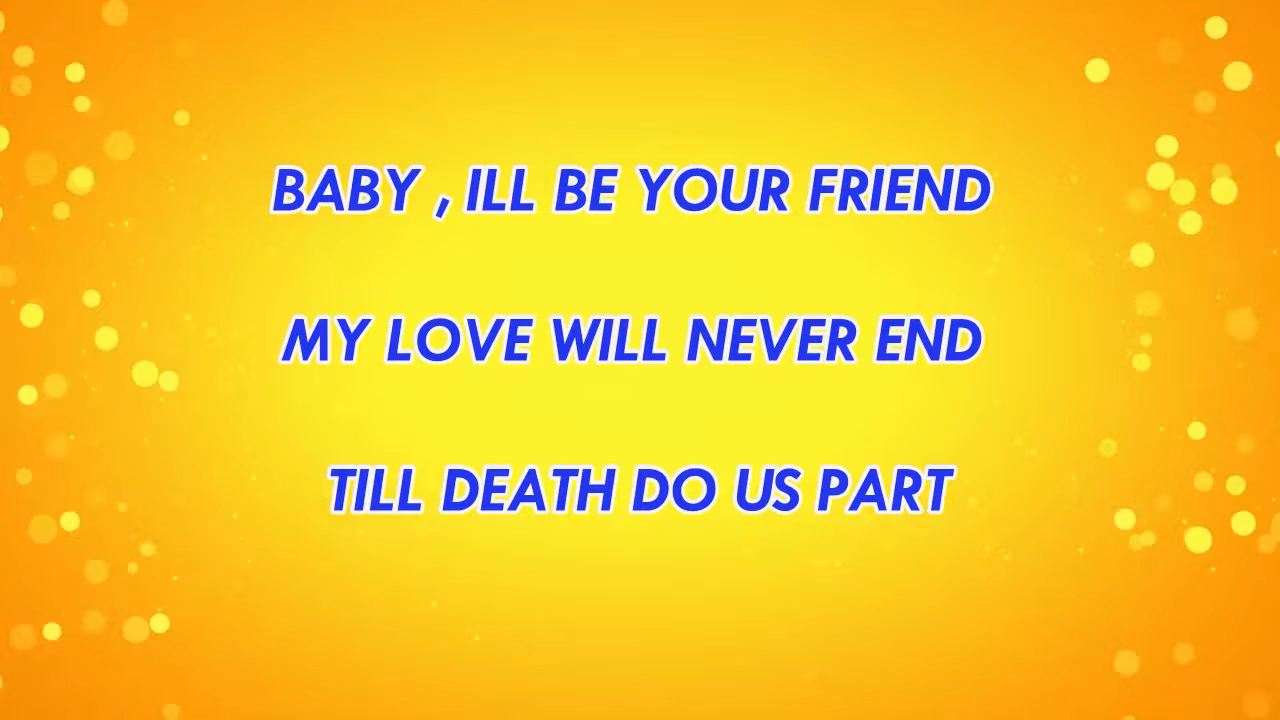 BABY , ILL BE YOUR FRIEND
MY LOVE WILL NEVER END
TILL DEATH DO US PART